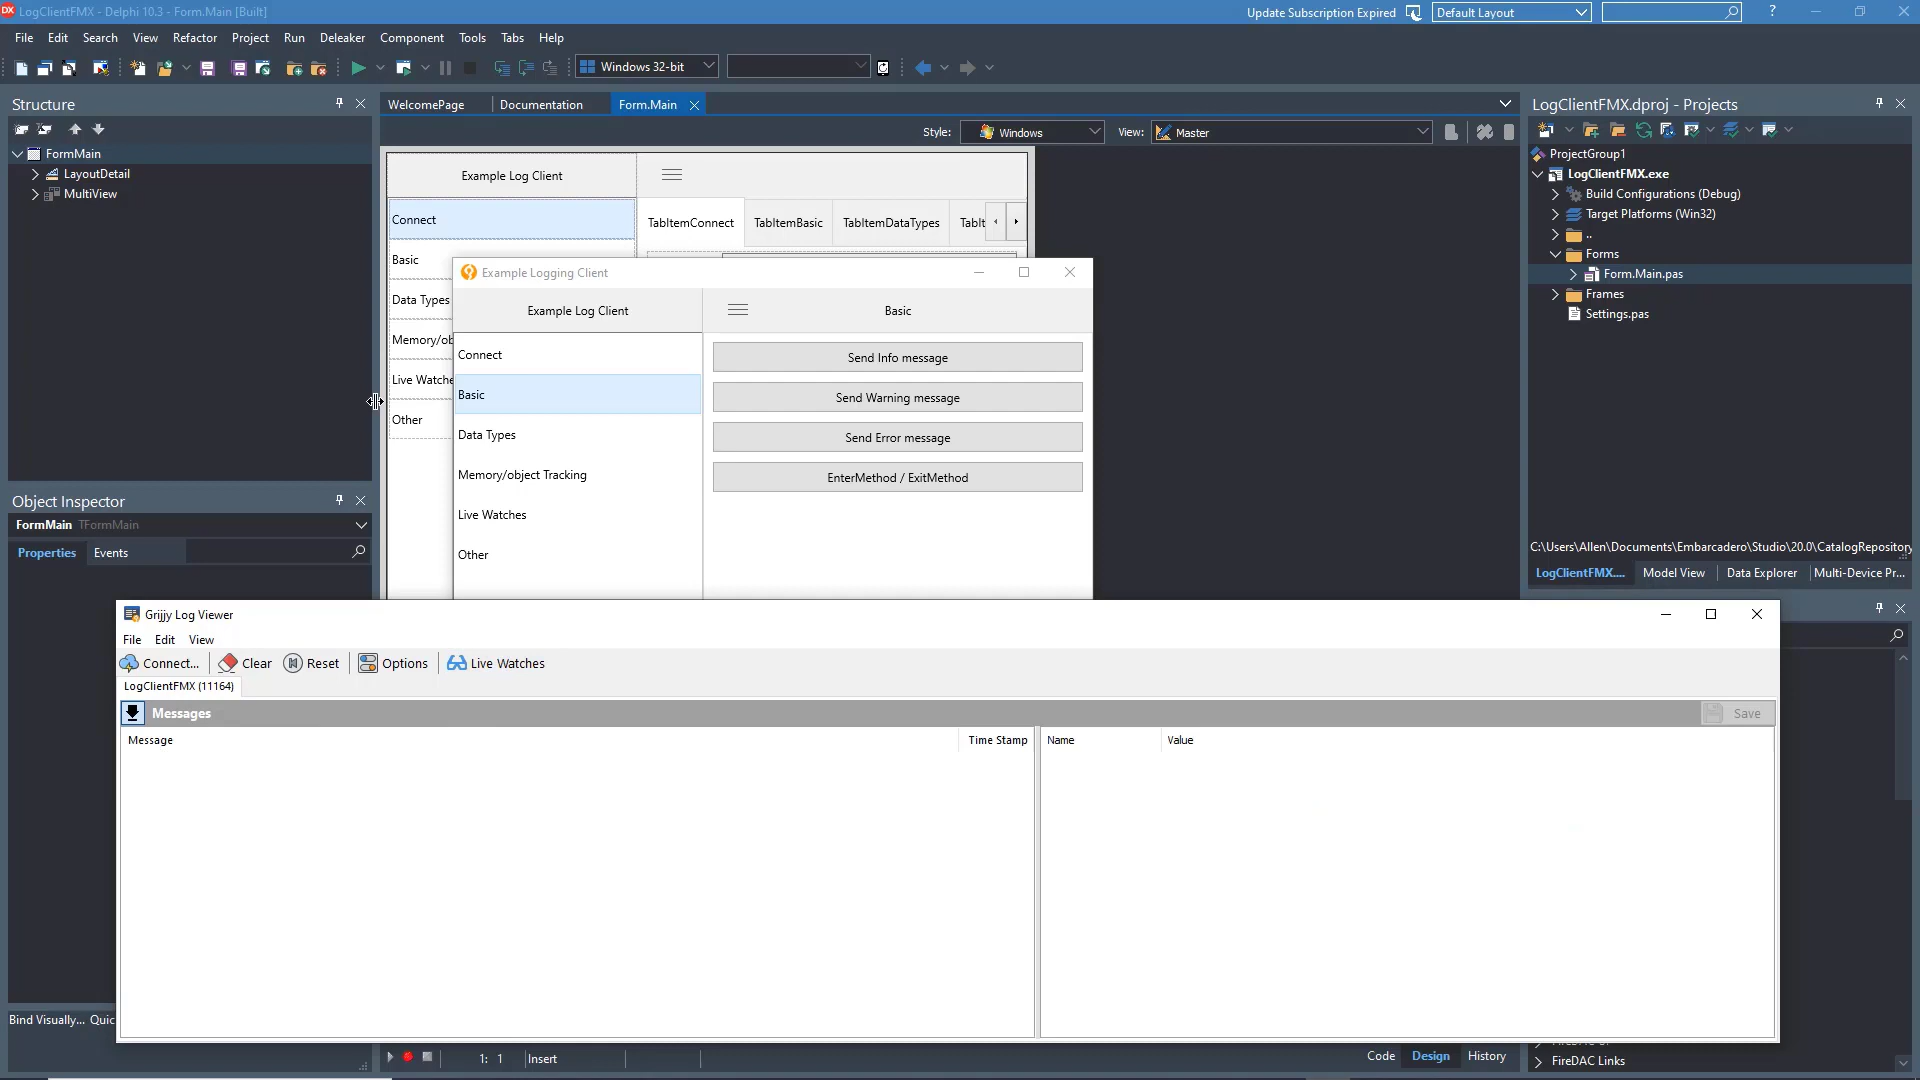 LogClientFMX - Delphi 10.3 - Form.Main [Built]
Update Subscription Expired
Default Layout
?
File Edit Search View Refactor Project Run Deleaker Component Tools Tabs Help
Windows 32-bit
Structure
WelcomePage Documentation Form.Main
LogClientFMX.dproj - Projects
Style: Windows View: Master
FormMain
LayoutDetail
MultiView
Example Log Client
Connect
Basic
Data Types
Memory/ob
Live Watche
Other
TabItemConnect TabItemBasic TabItemDataTypes TabIt
ProjectGroup1
LogClientFMX.exe
Build Configurations (Debug)
Target Platforms (Win32)
..
Forms
Form.Main.pas
Frames
Settings.pas
Example Logging Client
Example Log Client Basic
Connect
Basic
Data Types
Memory/object Tracking
Live Watches
Other
Send Info message
Send Warning message
Send Error message
EnterMethod / ExitMethod
Object Inspector
FormMain TFormMain
Properties Events
C:\Users\Allen\Documents\Embarcadero\Studio\20.0\CatalogRepository
LogClientFMX.... Model View Data Explorer Multi-Device Pr...
Grijjy Log Viewer
File Edit View
Connect... Clear Reset Options Live Watches
LogClientFMX (11164)
Messages Save
Message Time Stamp Name Value
Bind Visually... Quic
1: 1 Insert
Code Design History
FireDAC Links